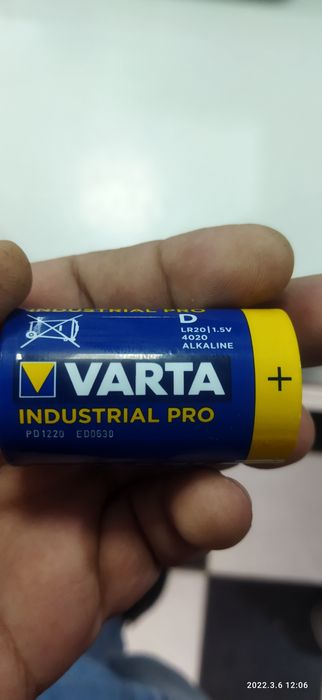 INDUSTRIAL PRO
D
LR20|1.5V
4020
ALKALINE
VARTA
+
INDUSTRIAL PRO
PD1220 ED0630
2022.3.6 12:06